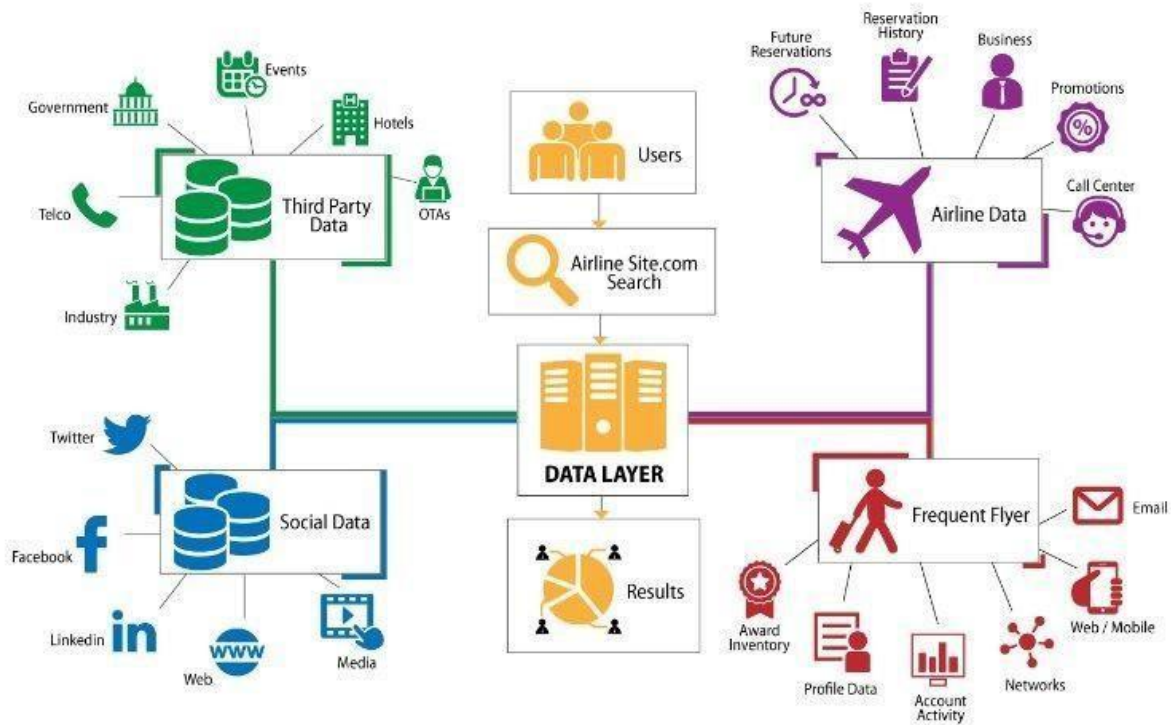 Government
Events
Hotels
Telco
Third Party
Data
OTAs
Industry
Users
Airline Site.com
Search
DATA LAYER
Results
Future
Reservations
Reservation
History
Business
Promotions
%
Airline Data
Call Center
Twitter
Social Data
Facebook
f
Linkedin
in
Web
WWW
Media
Frequent Flyer
Email
Award
Inventory
Profile Data
Account
Activity
Networks
Web / Mobile
H